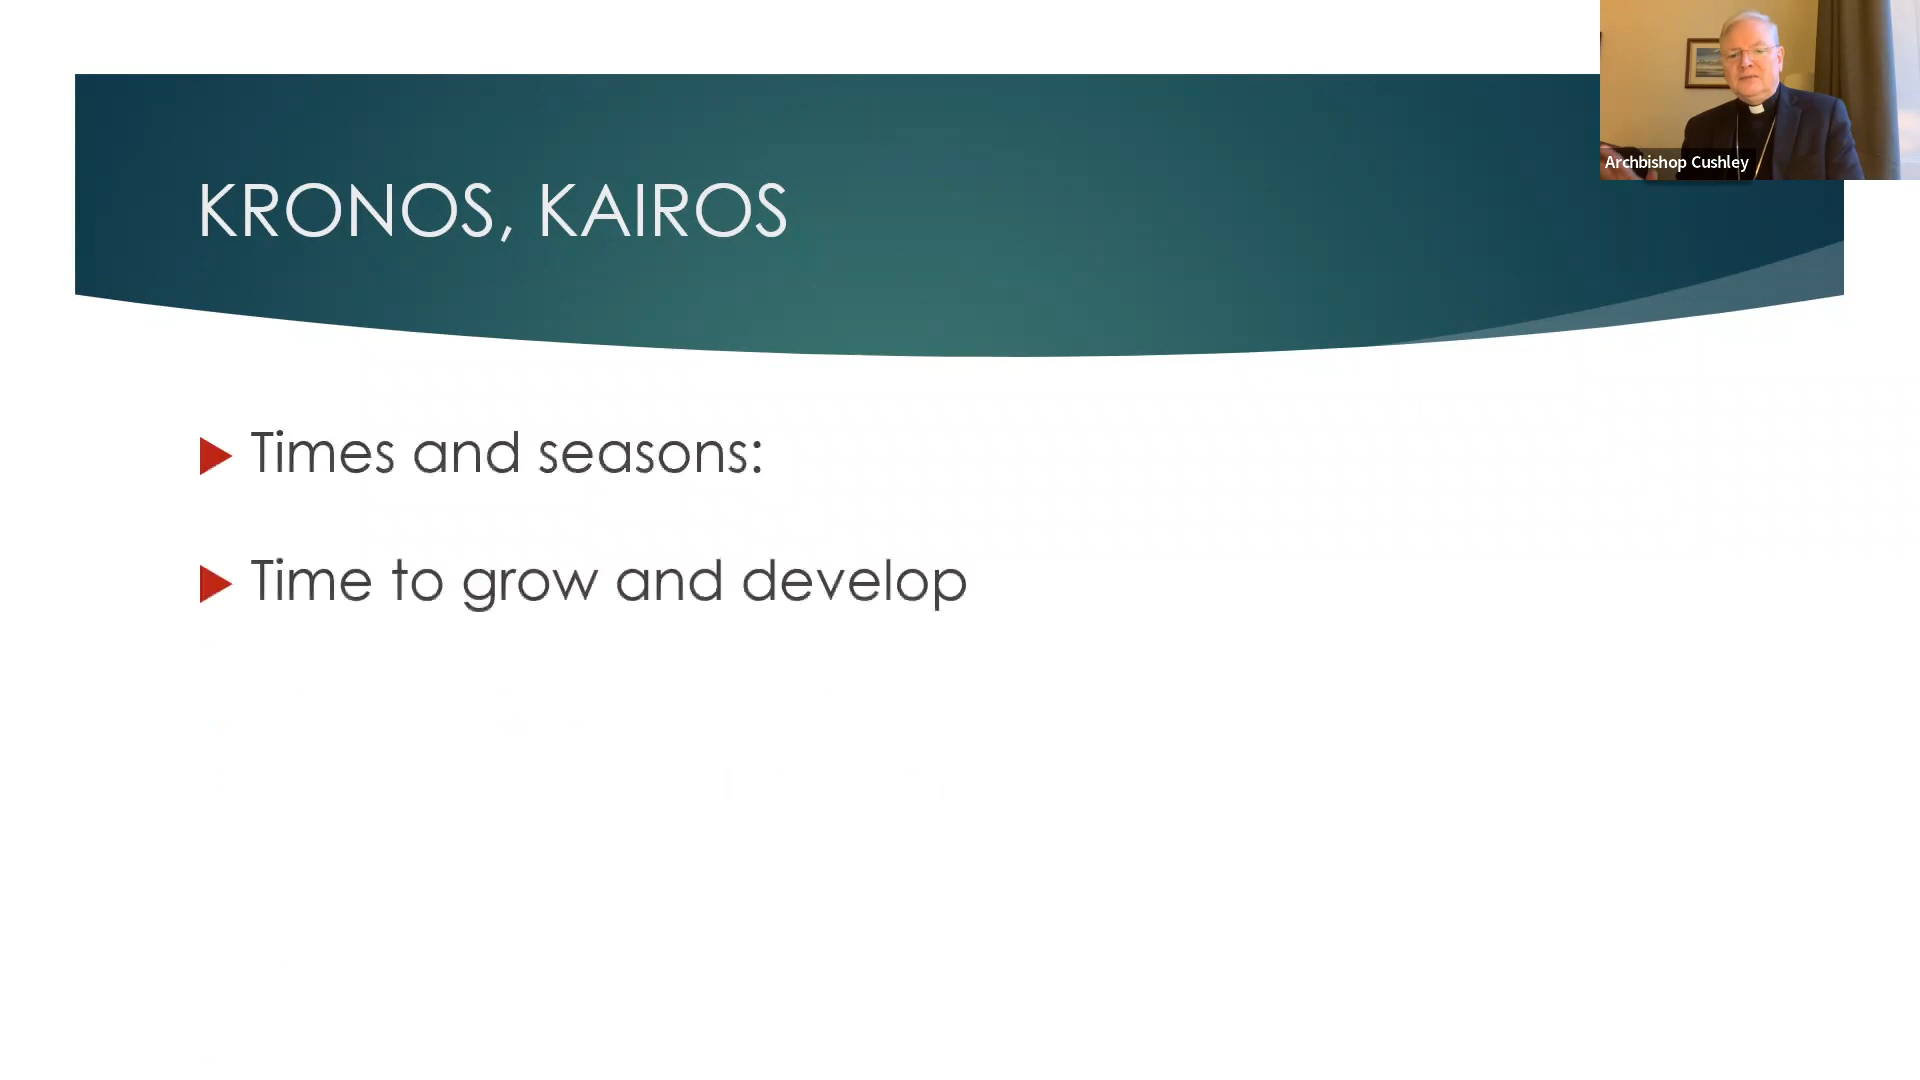 KRONOS, KAIROS
Archbishop Cushley
Times and seasons:
Time to grow and develop